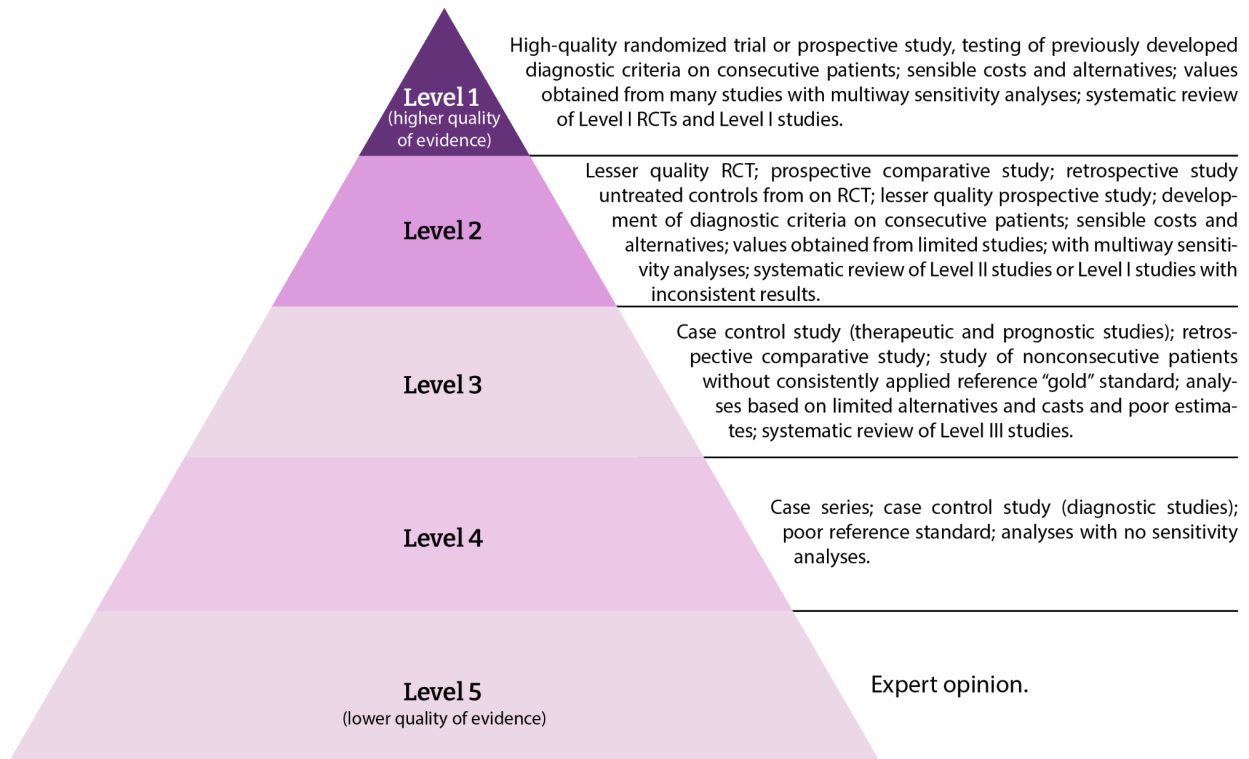 High-quality randomized trial or prospective study, testing of previously developed
diagnostic criteria on consecutive patients; sensible costs and alternatives; values
obtained from many studies with multiway sensitivity analyses; systematic review
of Level I RCTs and Level I studies.
Level 1
(higher quality
of evidence)
Lesser quality RCT; prospective comparative study; retrospective study
untreated controls from on RCT; lesser quality prospective study; develop-
ment of diagnostic criteria on consecutive patients; sensible costs and
alternatives; values obtained from limited studies; with multiway sensiti-
vity analyses; systematic review of Level II studies or Level I studies with
inconsistent results.
Level 2
Case control study (therapeutic and prognostic studies); retros-
pective comparative study; study of nonconsecutive patients
without consistently applied reference “gold” standard; analy-
ses based on limited alternatives and casts and poor estima-
tes; systematic review of Level III studies.
Level 3
Case series; case control study (diagnostic studies);
poor reference standard; analyses with no sensitivity
analyses.
Level 4
Expert opinion.
Level 5
(lower quality of evidence)